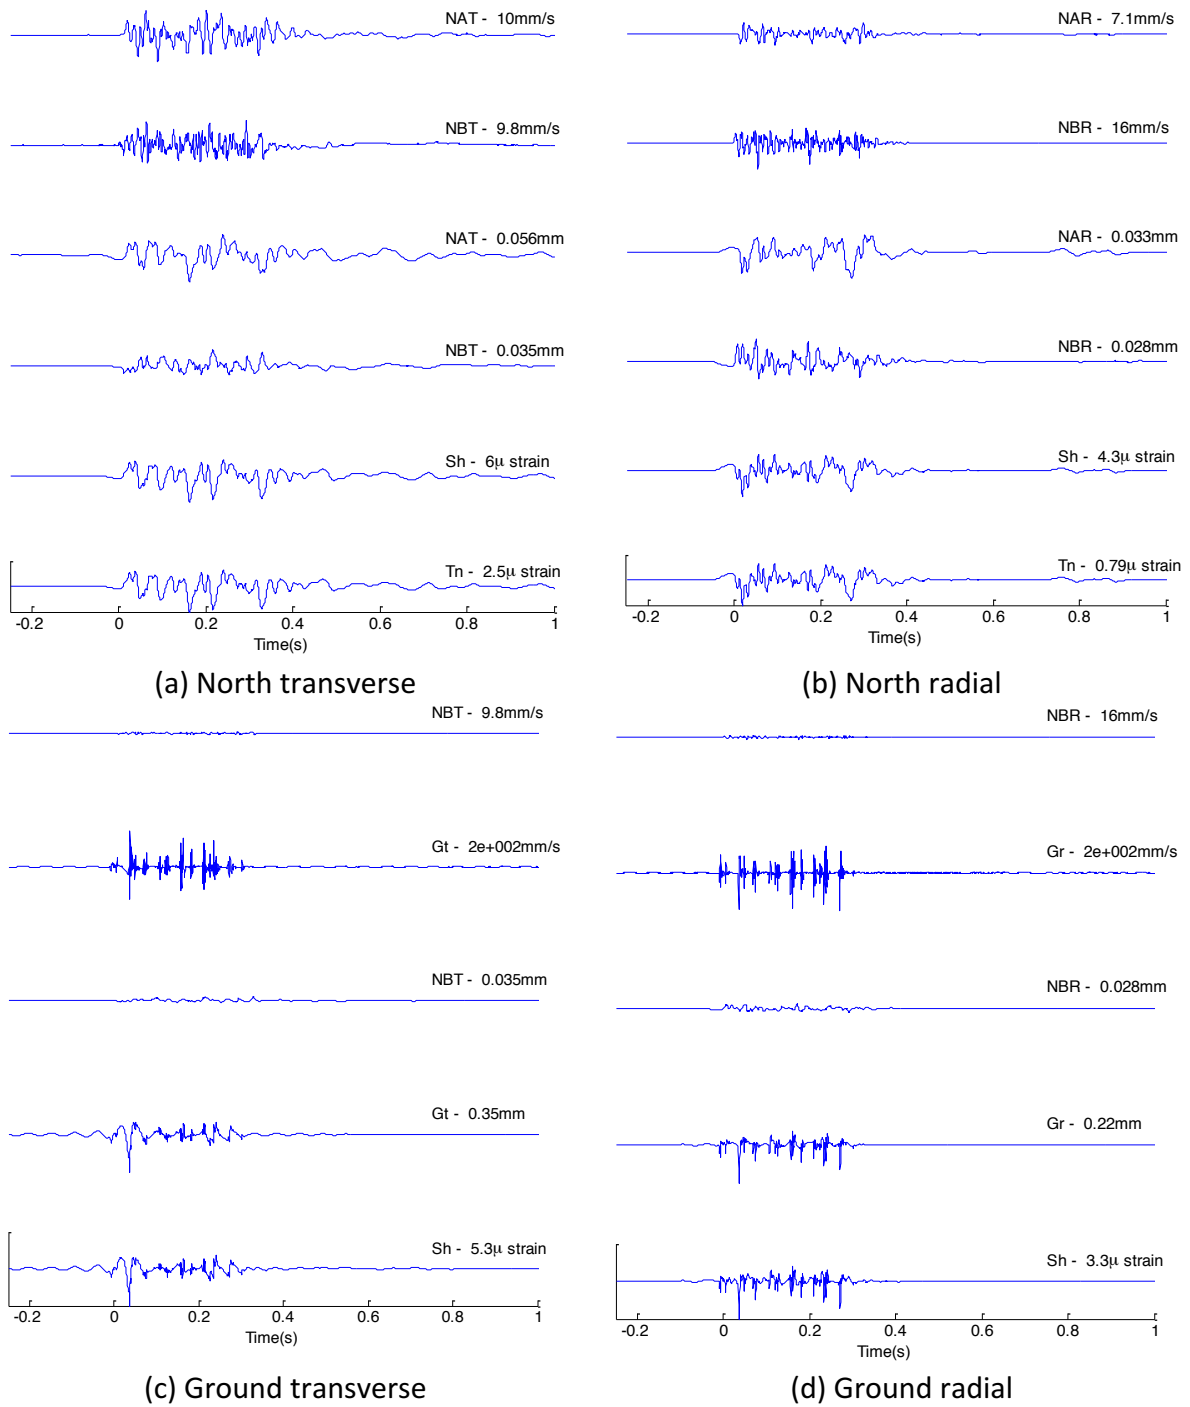 NAT - 10mm/s
NBT - 9.8mm/s
NAT - 0.056mm
NBT - 0.035mm
Sh - 6μ strain
Tn - 2.5μ strain
-0.2 0 0.2 0.4 0.6 0.8 1
Time(s)
(a) North transverse
NAR - 7.1mm/s
NBR - 16mm/s
NAR - 0.033mm
NBR - 0.028mm
Sh - 4.3μ strain
Tn - 0.79μ strain
-0.2 0 0.2 0.4 0.6 0.8 1
Time(s)
(b) North radial
NBT - 9.8mm/s
Gt - 2e+002mm/s
NBT - 0.035mm
Gt - 0.35mm
Sh - 5.3μ strain
-0.2 0 0.2 0.4 0.6 0.8 1
Time(s)
(c) Ground transverse
NBR - 16mm/s
Gr - 2e+002mm/s
NBR - 0.028mm
Gr - 0.22mm
Sh - 3.3μ strain
-0.2 0 0.2 0.4 0.6 0.8 1
Time(s)
(d) Ground radial